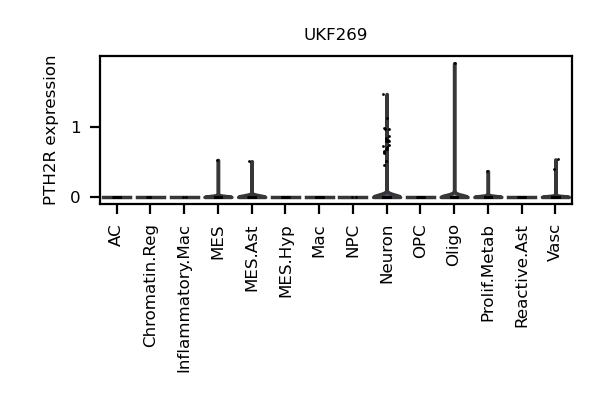 UKF269
PTH2R expression
1
0
AC
Chromatin.Reg
Inflammatory.Mac
MES
MES.Ast
MES.Hyp
Mac
NPC
Neuron
OPC
Oligo
Prolif.Metab
Reactive.Ast
Vasc